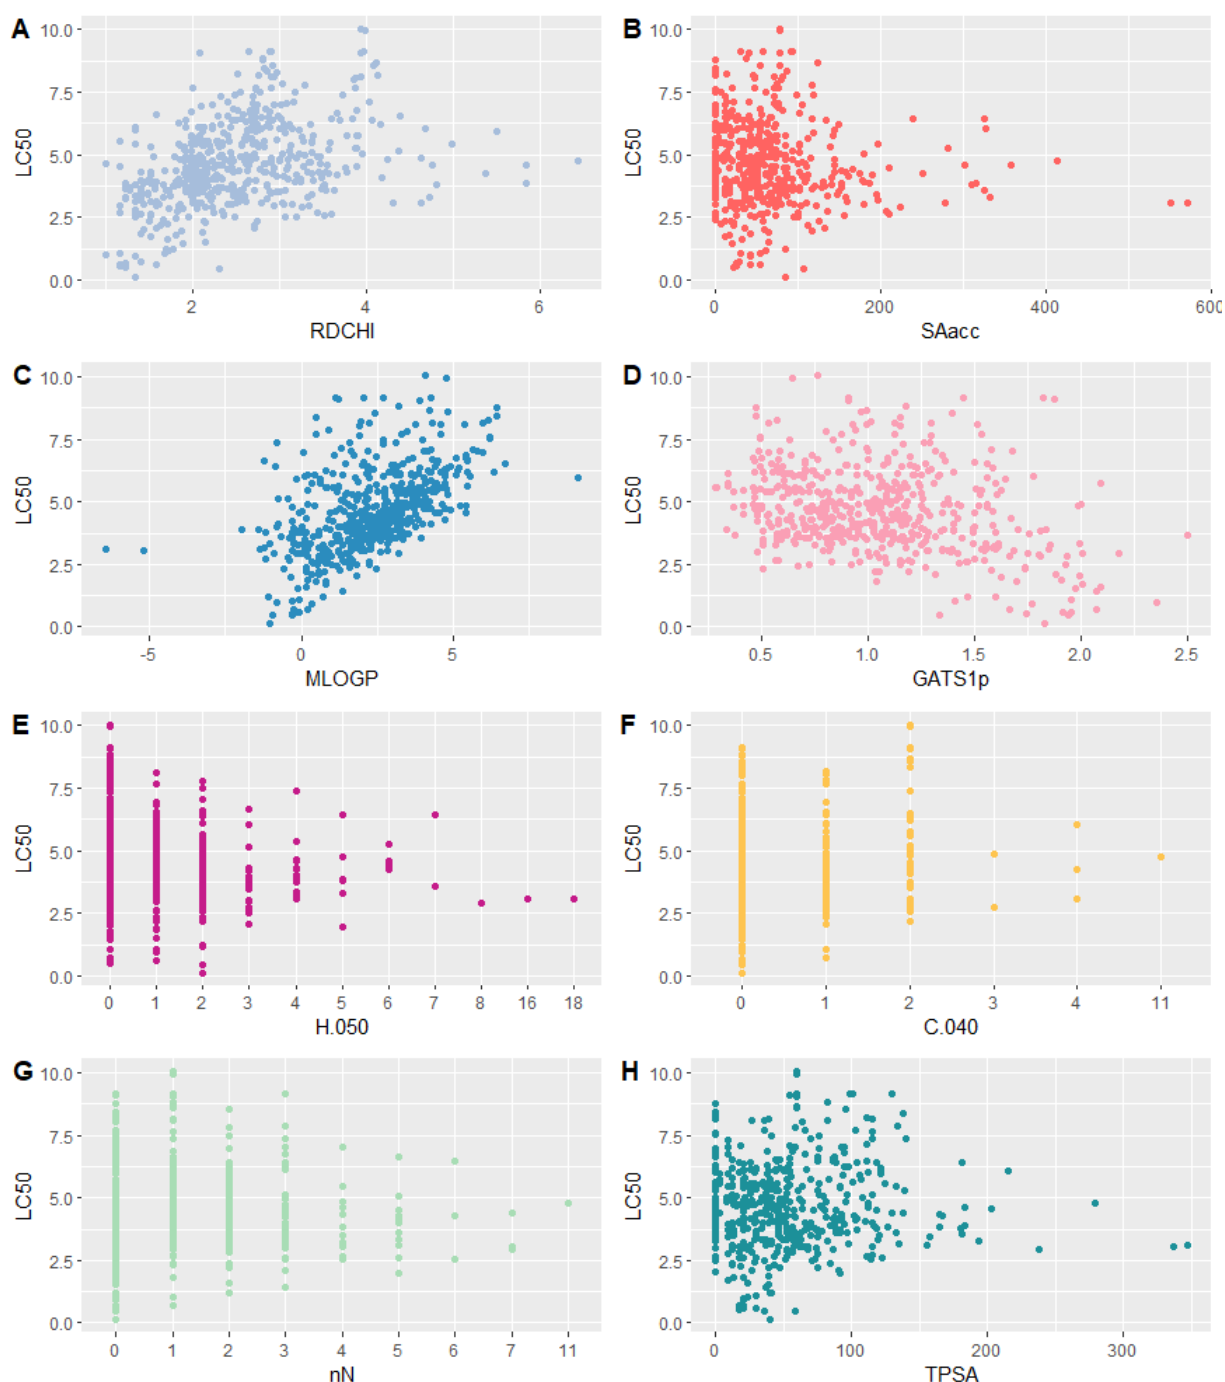 A
B
LC50
10.0
7.5
5.0
2.5
0.0
2
4
6
RDCHI
LC50
10.0
7.5
5.0
2.5
0.0
0
200
400
600
SAacc
C
D
LC50
10.0
7.5
5.0
2.5
0.0
-5
0
5
MLOGP
LC50
10.0
7.5
5.0
2.5
0.0
0.5
1.0
1.5
2.0
2.5
GATS1p
E
F
LC50
10.0
7.5
5.0
2.5
0.0
0 1 2 3 4 5 6 7 8 16 18
H.050
LC50
10.0
7.5
5.0
2.5
0.0
0 1 2 3 4 11
C.040
G
H
LC50
10.0
7.5
5.0
2.5
0.0
0 1 2 3 4 5 6 7 11
nN
LC50
10.0
7.5
5.0
2.5
0.0
0 100 200 300
TPSA